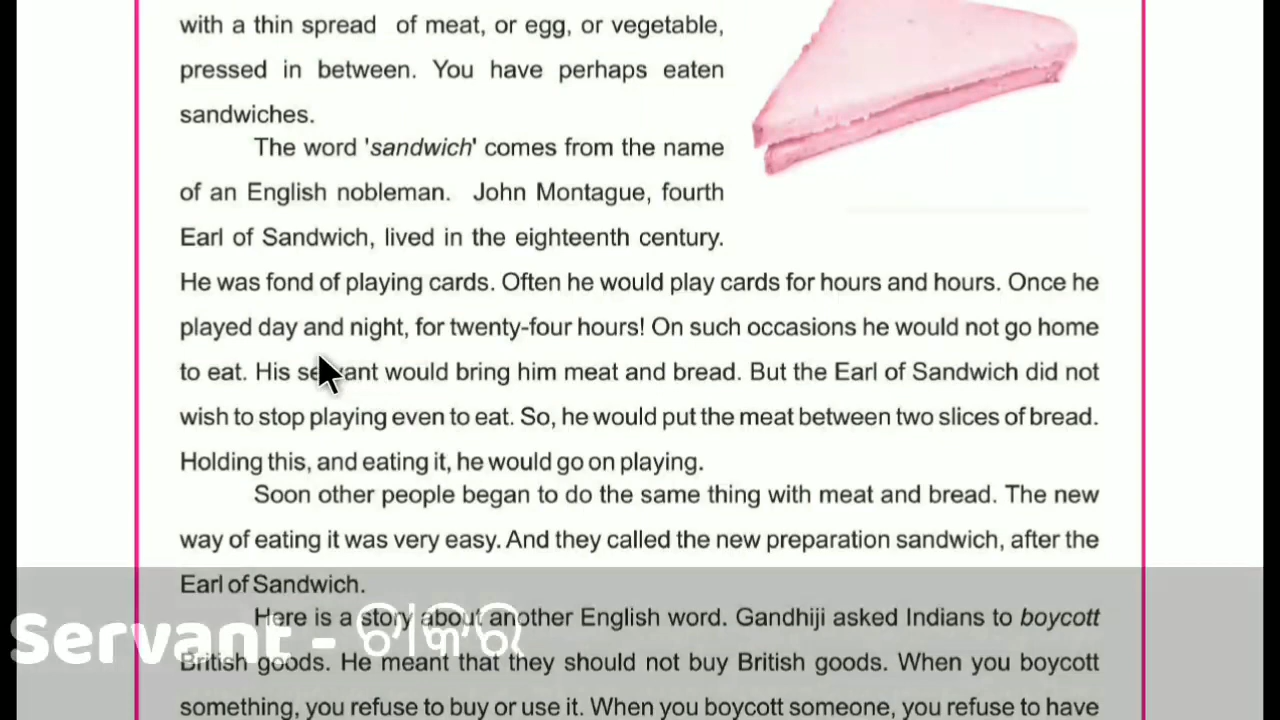 with a thin spread of meat, or egg, or vegetable,
pressed in between. You have perhaps eaten
sandwiches.
The word 'sandwich' comes from the name
of an English nobleman. John Montague, fourth
Earl of Sandwich, lived in the eighteenth century.
He was fond of playing cards. Often he would play cards for hours and hours. Once he
played day and night, for twenty-four hours! On such occasions he would not go home
to eat. His servant would bring him meat and bread. But the Earl of Sandwich did not
wish to stop playing even to eat. So, he would put the meat between two slices of bread.
Holding this, and eating it, he would go on playing.
Soon other people began to do the same thing with meat and bread. The new
way of eating it was very easy. And they called the new preparation sandwich, after the
Earl of Sandwich.
Here is a story about another English word. Gandhiji asked Indians to boycott
Servant - ଚାକର
British goods. He meant that they should not buy British goods. When you boycott
something, you refuse to buy or use it. When you boycott someone, you refuse to have